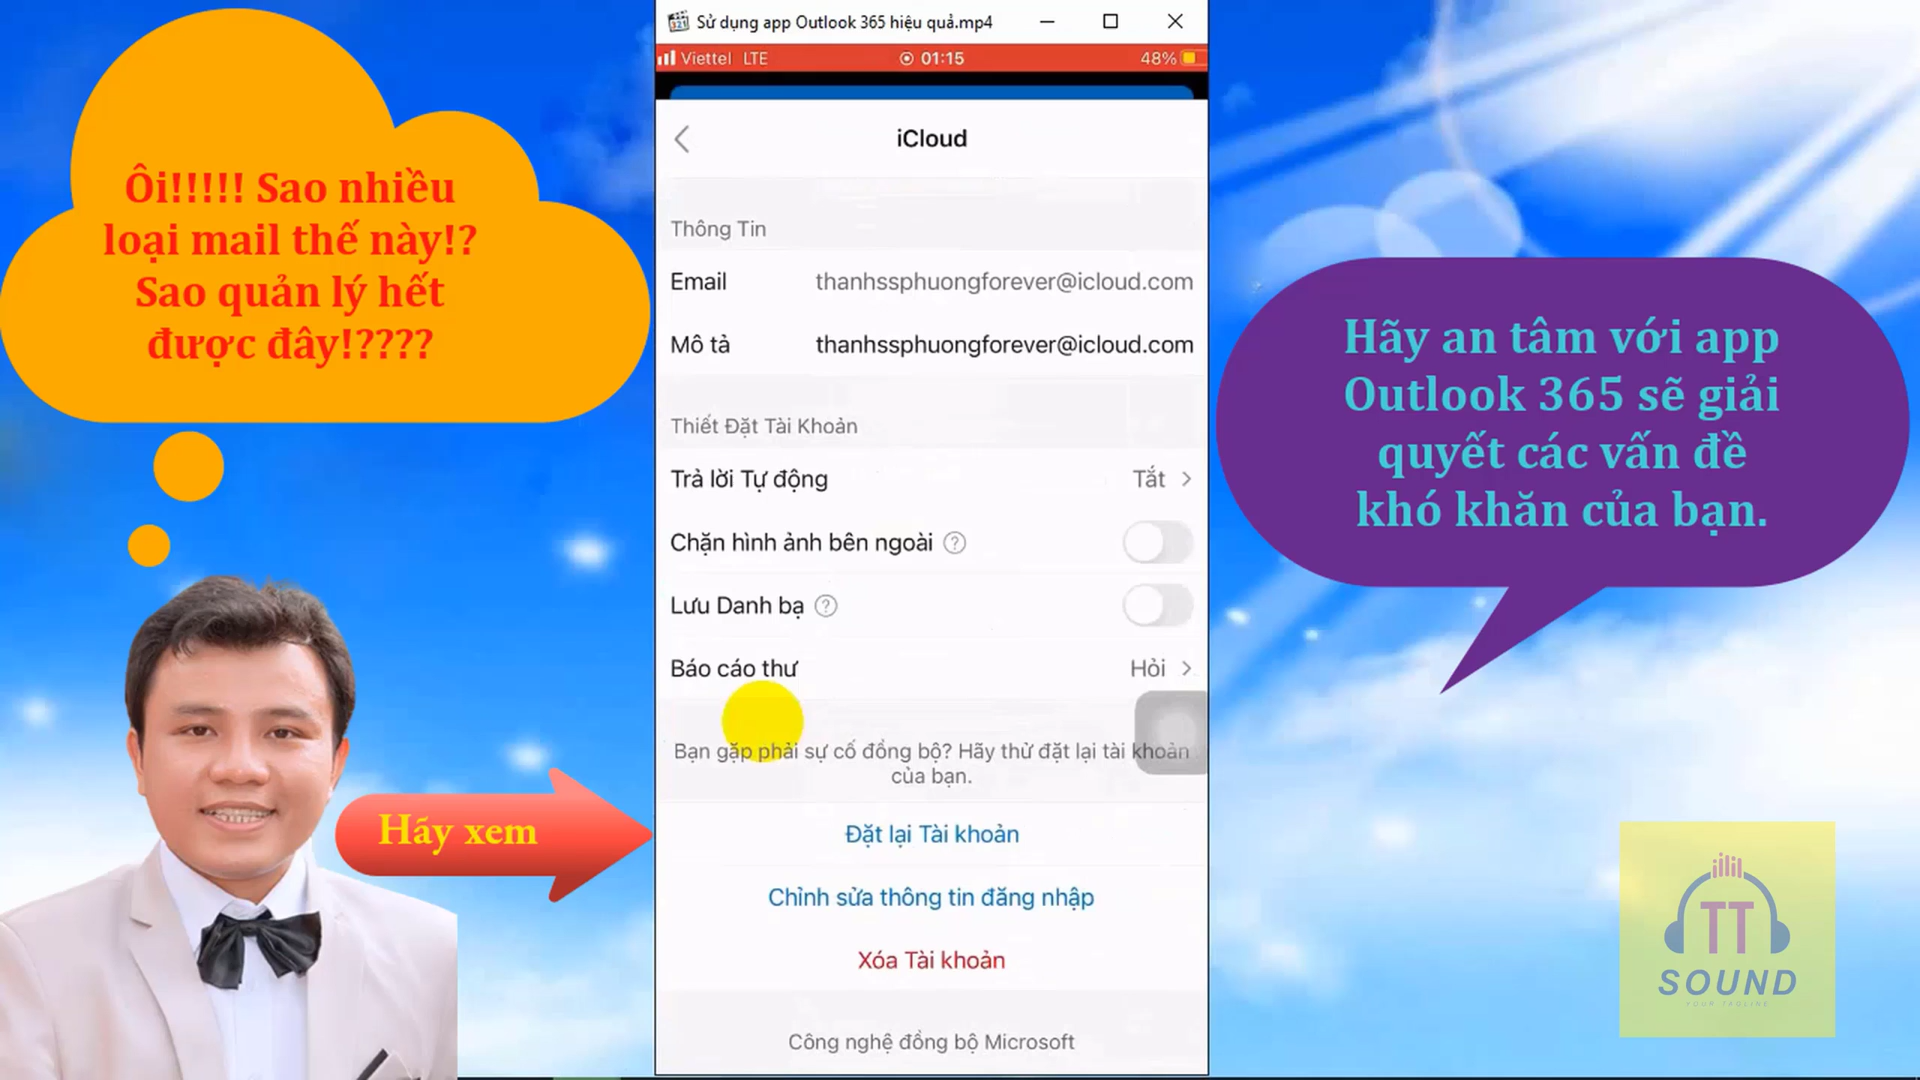 Sử dụng app Outlook 365 hiệu quả.mp4
Viettel LTE 01:15 48%
iCloud
Thông Tin
Email thanhssphuongforever@icloud.com
Mô tả thanhssphuongforever@icloud.com
Thiết Đặt Tài Khoản
Trả lời Tự động Tắt
Chặn hình ảnh bên ngoài ?
Lưu Danh bạ ?
Báo cáo thư Hỏi
Bạn gặp phải sự cố đồng bộ? Hãy thử đặt lại tài khoản
của bạn.
Đặt lại Tài khoản
Chỉnh sửa thông tin đăng nhập
Xóa Tài khoản
Công nghệ đồng bộ Microsoft
Ôi!!!!! Sao nhiều
loại mail thế này!?
Sao quản lý hết
được đây!????
Hãy xem
Hãy an tâm với app
Outlook 365 sẽ giải
quyết các vấn đề
khó khăn của bạn.
TT
SOUND
YOUR TAGLINE